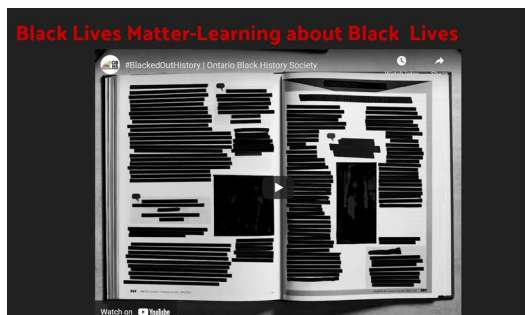 Black Lives Matter-Learning about Black Lives
#BlackedOutHistory | Ontario Black History Society
Watch on YouTube